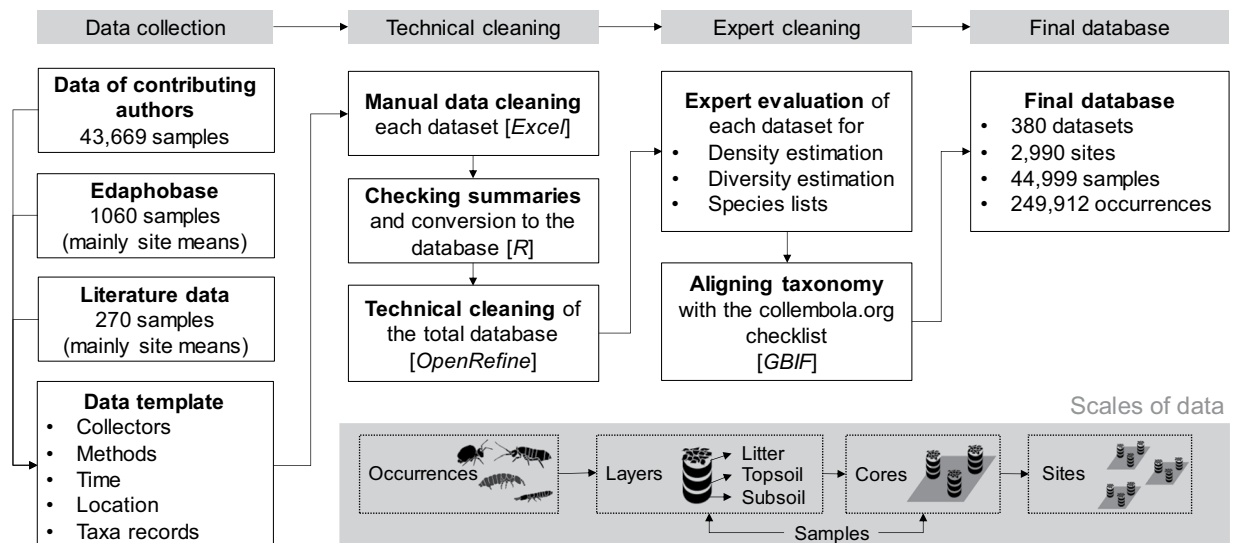 Data collection
Technical cleaning
Expert cleaning
Final database
Data of contributing
authors
43,669 samples
Edaphobase
1060 samples
(mainly site means)
Literature data
270 samples
(mainly site means)
Data template
• Collectors
• Methods
• Time
• Location
• Taxa records
Manual data cleaning
each dataset [Excel]
Checking summaries
and conversion to the
database [R]
Technical cleaning of
the total database
[OpenRefine]
Expert evaluation of
each dataset for
• Density estimation
• Diversity estimation
• Species lists
Aligning taxonomy
with the collembola.org
checklist
[GBIF]
Final database
• 380 datasets
• 2,990 sites
• 44,999 samples
• 249,912 occurrences
Scales of data
Occurrences
Layers
Litter
Topsoil
Subsoil
Cores
Sites
Samples